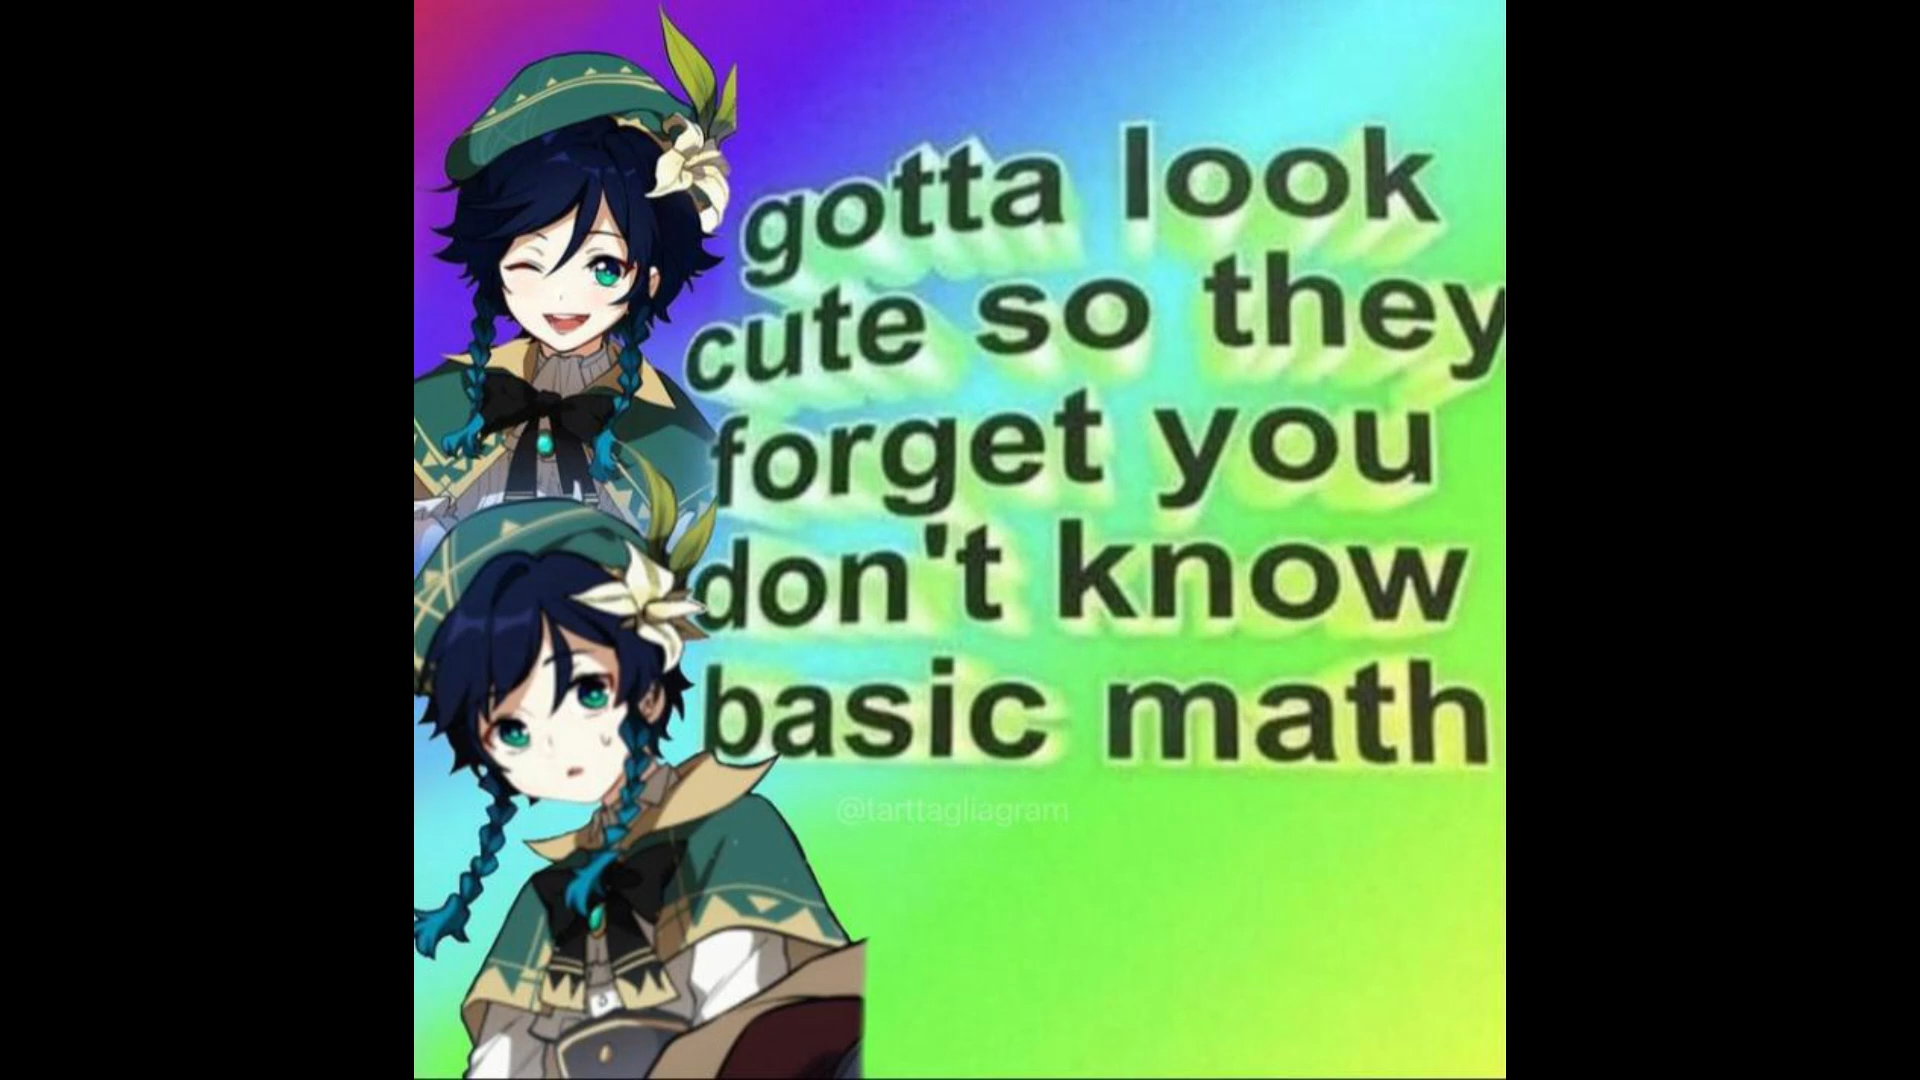 gotta look
cute so they
forget you
don't know
basic math
@tarttagliagram